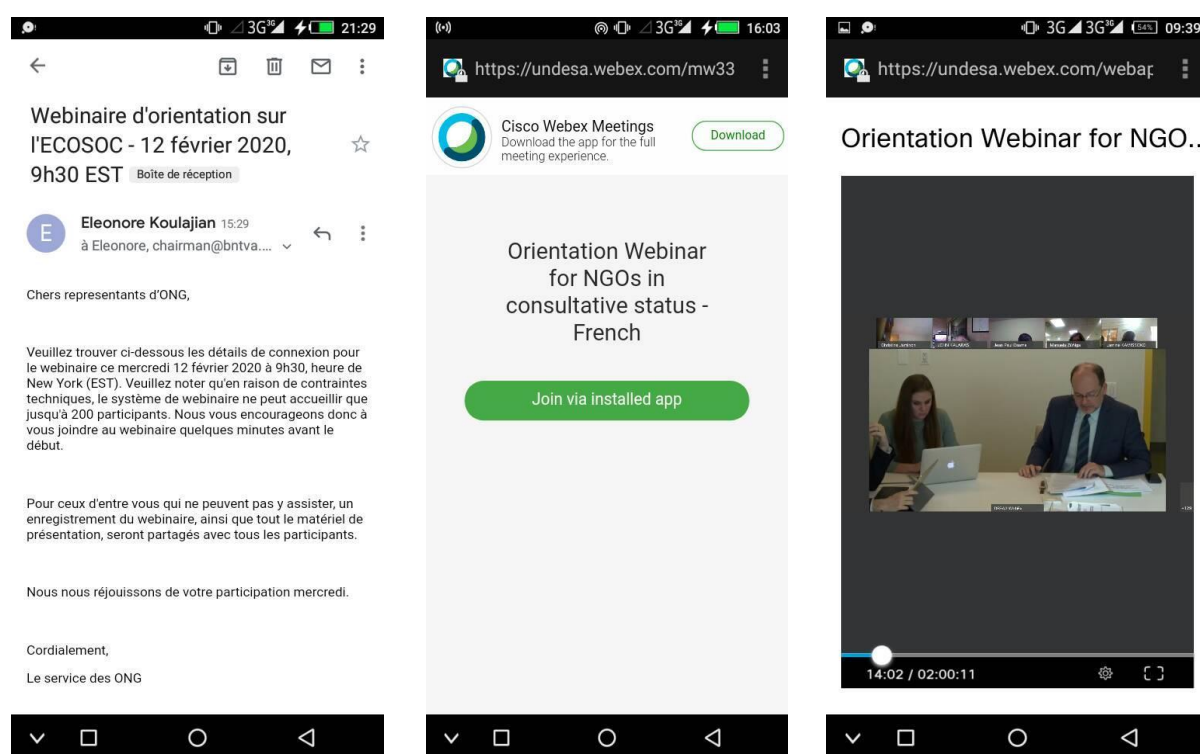 3G 3G 21:29
Webinaire d'orientation sur
l'ECOSOC - 12 février 2020,
9h30 EST Boîte de réception
E
Eleonore Koulajian 15:29
à Eleonore, chairman@bntva....
Chers representants d'ONG,
Veuillez trouver ci-dessous les détails de connexion pour
le webinaire ce mercredi 12 février 2020 à 9h30, heure de
New York (EST). Veuillez noter qu'en raison de contraintes
techniques, le système de webinaire ne peut accueillir que
jusqu'à 200 participants. Nous vous encourageons donc à
vous joindre au webinaire quelques minutes avant le
début.
Pour ceux d'entre vous qui ne peuvent pas y assister, un
enregistrement du webinaire, ainsi que tout le matériel de
présentation, seront partagés avec tous les participants.
Nous nous réjouissons de votre participation mercredi.
Cordialement,
Le service des ONG
3G 3G 16:03
https://undesa.webex.com/mw33
Cisco Webex Meetings
Download the app for the full
meeting experience.
Download
Orientation Webinar
for NGOs in
consultative status -
French
Join via installed app
3G 3G 54% 09:39
https://undesa.webex.com/webap
Orientation Webinar for NGO..
14:02 / 02:00:11